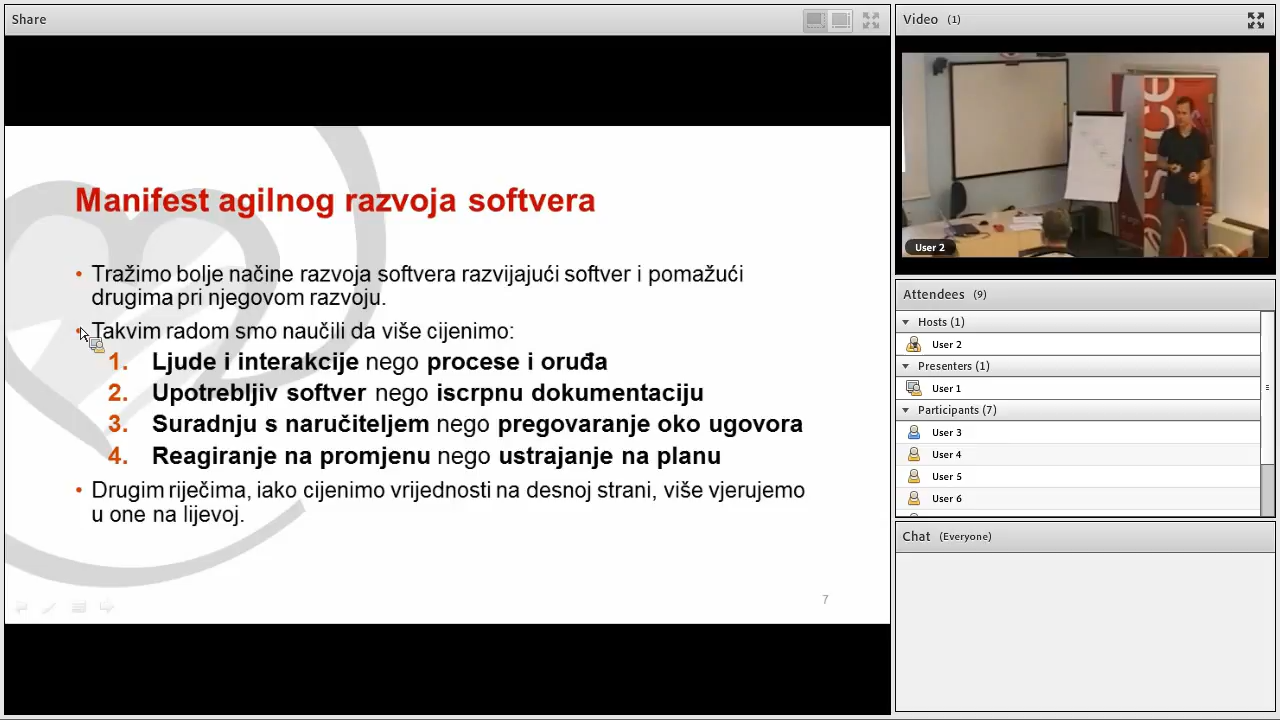 Share
Manifest agilnog razvoja softvera
• Tražimo bolje načine razvoja softvera razvijajući softver i pomažući
drugima pri njegovom razvoju.
• Takvim radom smo naučili da više cijenimo:
1. Ljude i interakcije nego procese i oruđa
2. Upotrebljiv softver nego iscrpnu dokumentaciju
3. Suradnju s naručiteljem nego pregovaranje oko ugovora
4. Reagiranje na promjenu nego ustrajanje na planu
• Drugim riječima, iako cijenimo vrijednosti na desnoj strani, više vjerujemo
u one na lijevoj.
7
Video (1)
srce
User 2
Attendees (9)
Hosts (1)
User 2
Presenters (1)
User 1
Participants (7)
User 3
User 4
User 5
User 6
Chat (Everyone)